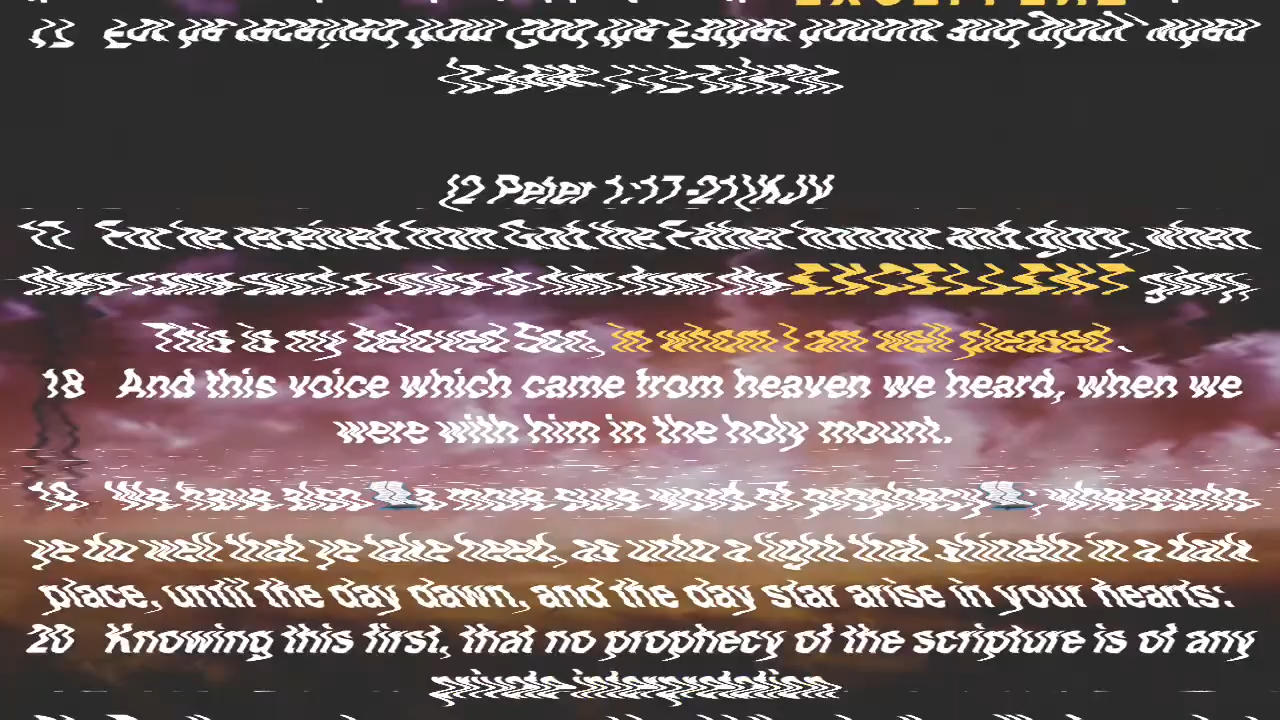 (2 Peter 1:17-21)KJV
17 For he received from God the Father honour and glory, when
there came such a voice to him from the EXCELLENT glory,
This is my beloved Son, in whom I am well pleased.
18 And this voice which came from heaven we heard, when we
were with him in the holy mount.
19 We have also a more sure word of prophecy; whereunto
ye do well that ye take heed, as unto a light that shineth in a dark
place, until the day dawn, and the day star arise in your hearts:
20 Knowing this first, that no prophecy of the scripture is of any
private interpretation.